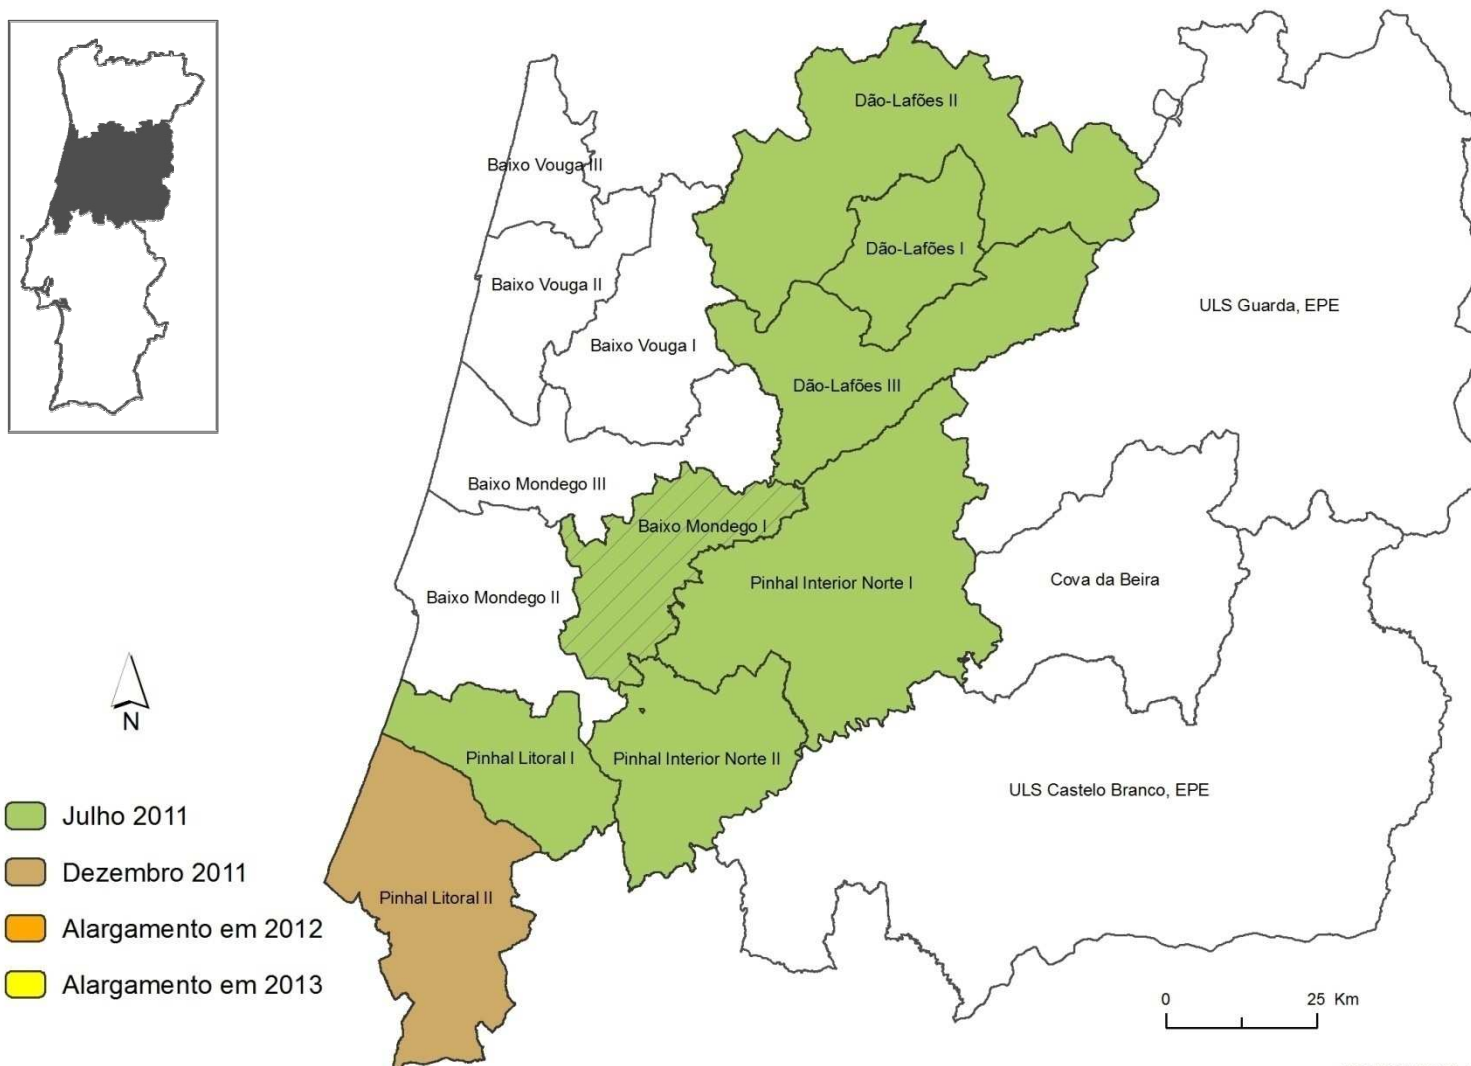 Dão-Lafões II
Baixo Vouga III
Dão-Lafões I
Baixo Vouga II
ULS Guarda, EPE
Baixo Vouga I
Dão-Lafões III
Baixo Mondego III
Baixo Mondego I
Pinhal Interior Norte I
Cova da Beira
Baixo Mondego II
N
Pinhal Litoral I
Pinhal Interior Norte II
ULS Castelo Branco, EPE
Julho 2011
Dezembro 2011
Pinhal Litoral II
Alargamento em 2012
Alargamento em 2013
0 25 Km